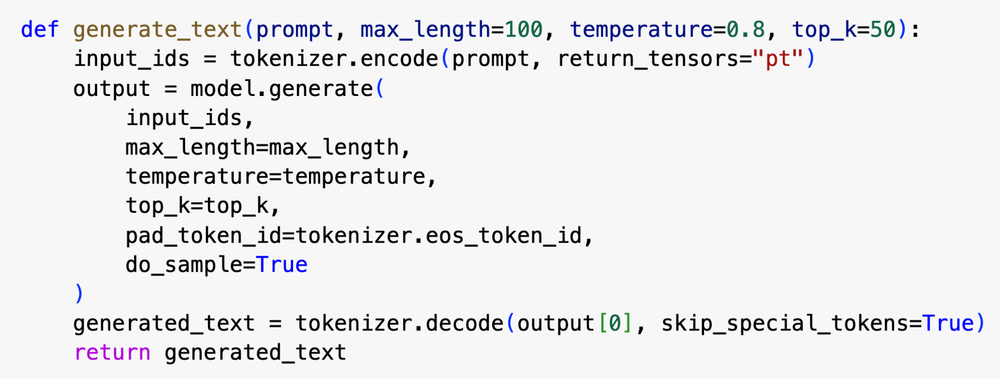 def generate_text(prompt, max_length=100, temperature=0.8, top_k=50):
    input_ids = tokenizer.encode(prompt, return_tensors="pt")
    output = model.generate(
        input_ids,
        max_length=max_length,
        temperature=temperature,
        top_k=top_k,
        pad_token_id=tokenizer.eos_token_id,
        do_sample=True
    )
    generated_text = tokenizer.decode(output[0], skip_special_tokens=True)
    return generated_text